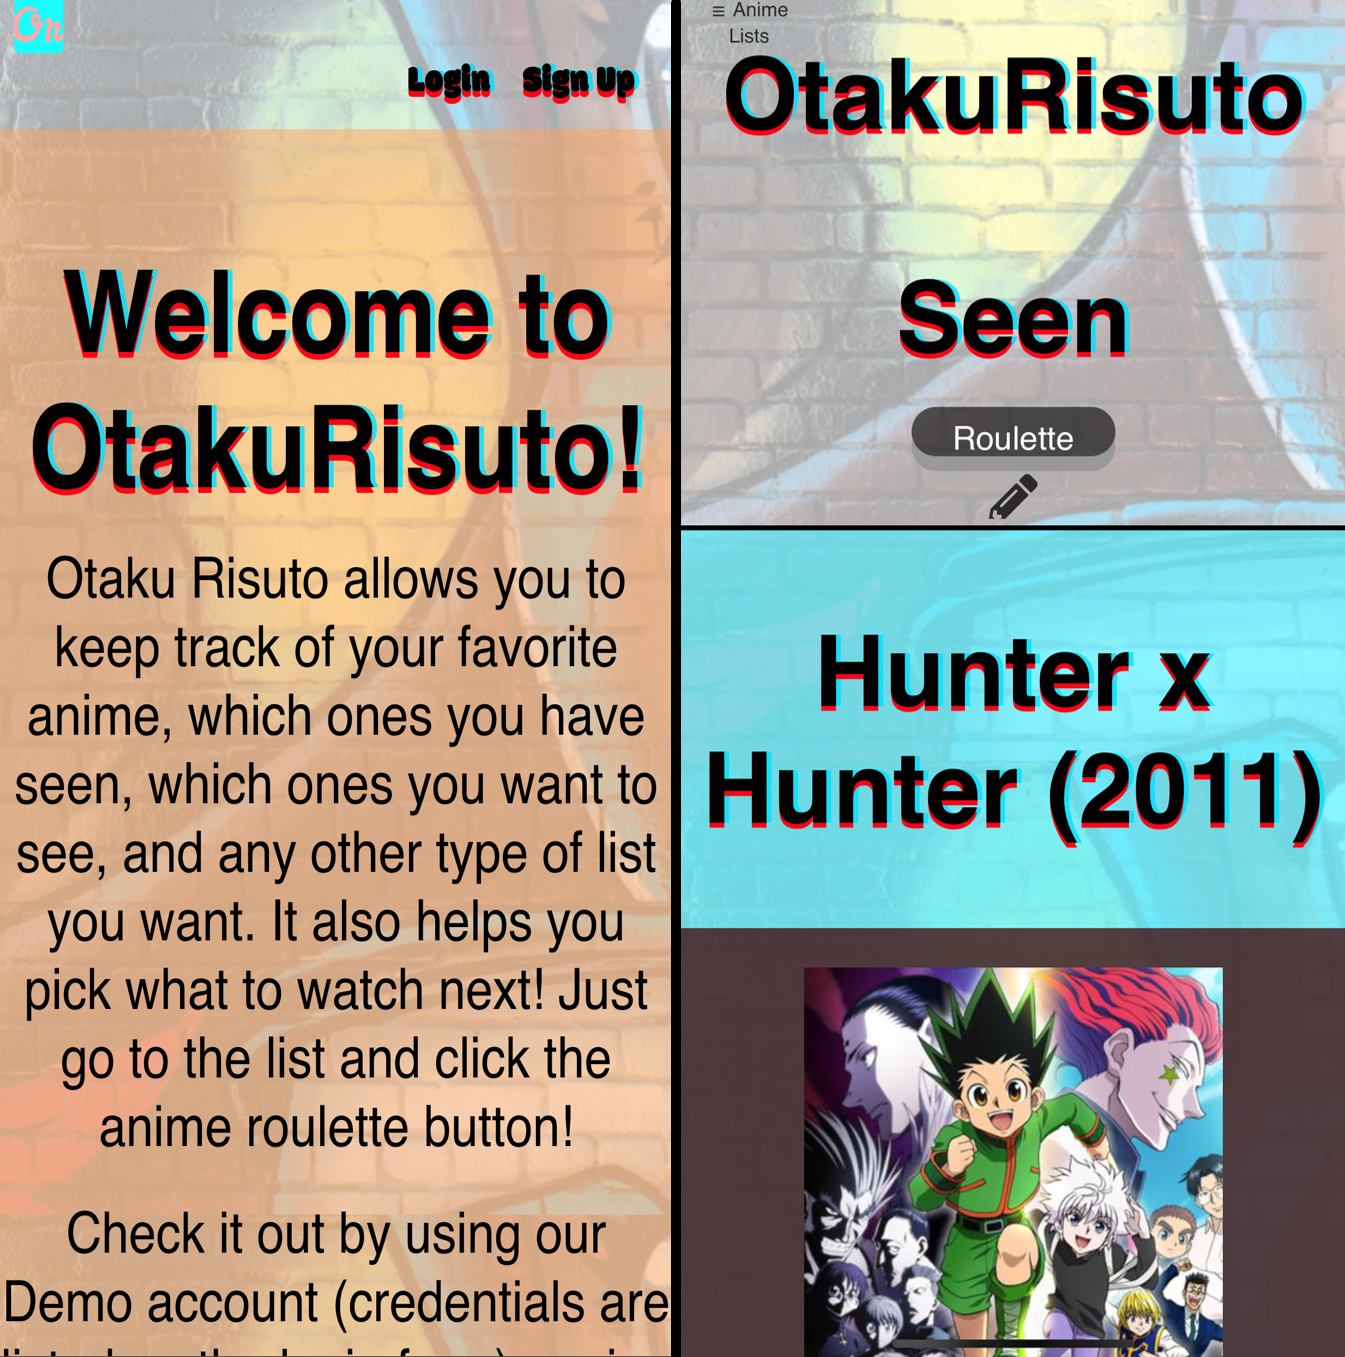 Or
Login Sign Up
Welcome to
OtakuRisuto!
Otaku Risuto allows you to
keep track of your favorite
anime, which ones you have
seen, which ones you want to
see, and any other type of list
you want. It also helps you
pick what to watch next! Just
go to the list and click the
anime roulette button!
Check it out by using our
Demo account (credentials are
≡ Anime
Lists
OtakuRisuto
Seen
Roulette
Hunter x
Hunter (2011)